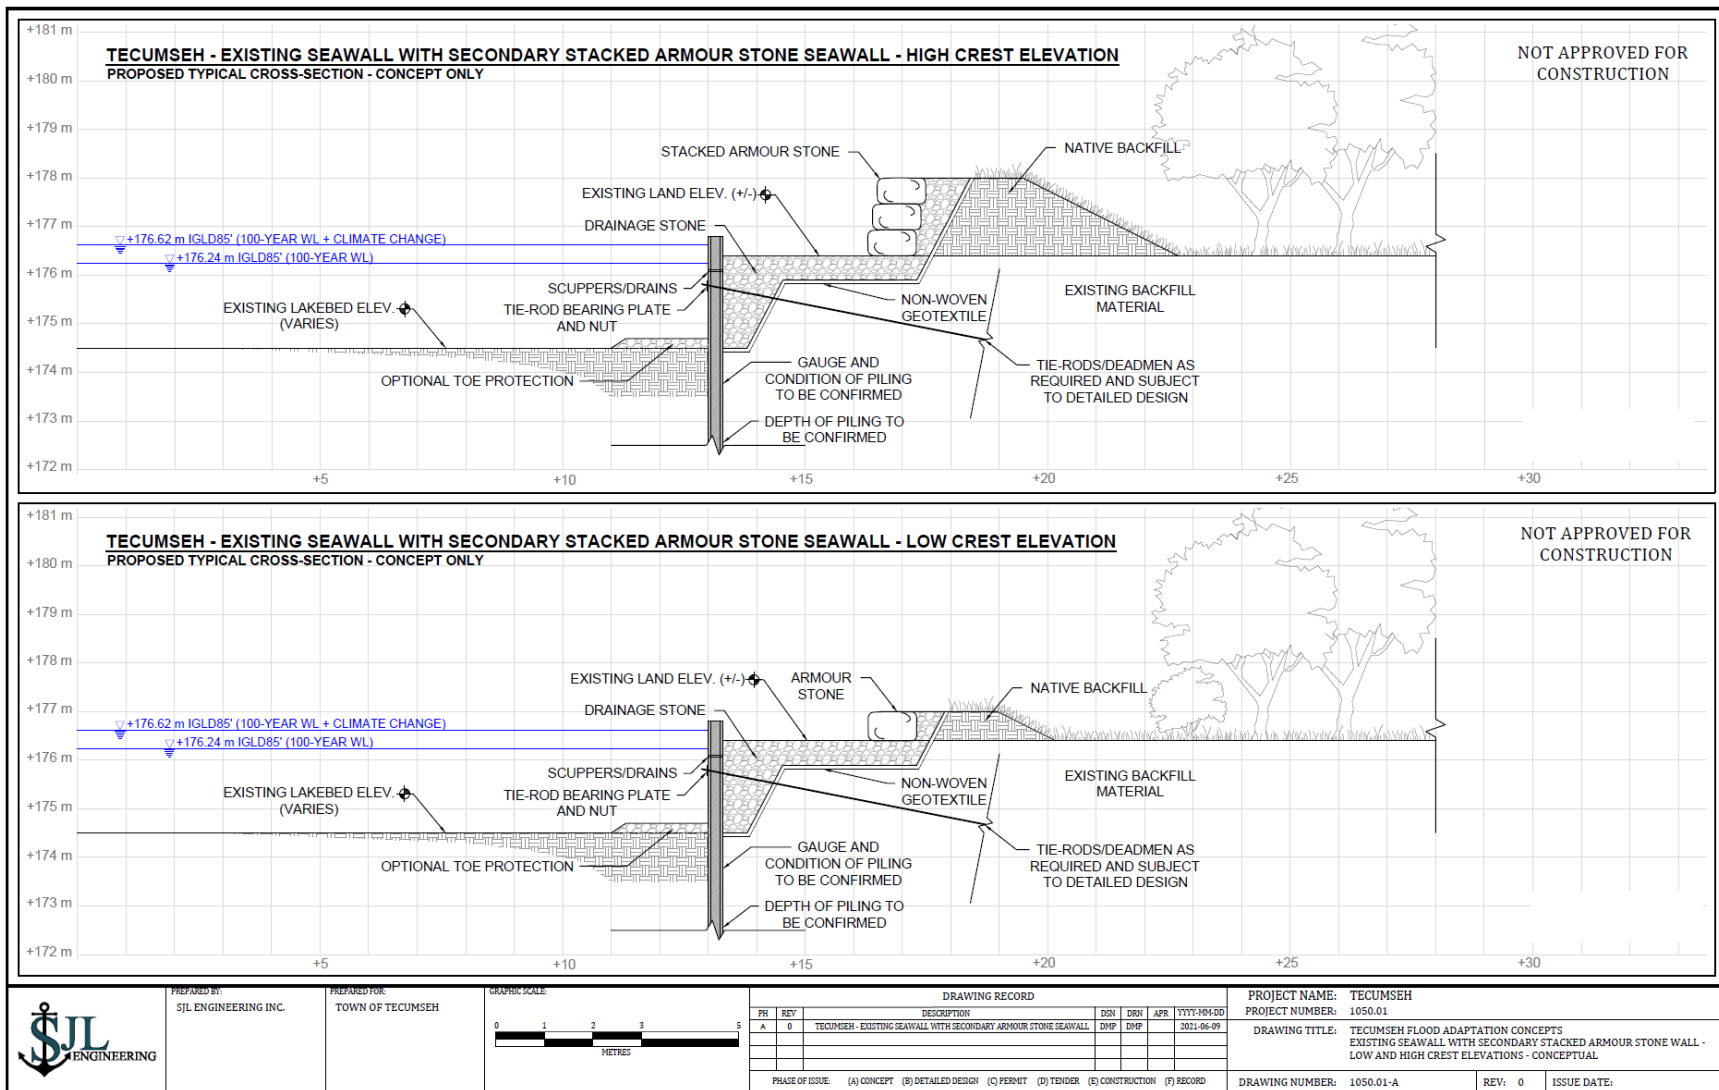 +181 m
TECUMSEH - EXISTING SEAWALL WITH SECONDARY STACKED ARMOUR STONE SEAWALL - HIGH CREST ELEVATION
PROPOSED TYPICAL CROSS-SECTION - CONCEPT ONLY
NOT APPROVED FOR
CONSTRUCTION
+180 m
+179 m
STACKED ARMOUR STONE
NATIVE BACKFILL
+178 m
EXISTING LAND ELEV. (+/-)
DRAINAGE STONE
+177 m
+176.62 m IGLD85' (100-YEAR WL + CLIMATE CHANGE)
+176.24 m IGLD85' (100-YEAR WL)
+176 m
SCUPPERS/DRAINS
TIE-ROD BEARING PLATE
AND NUT
NON-WOVEN
GEOTEXTILE
EXISTING BACKFILL
MATERIAL
EXISTING LAKEBED ELEV.
(VARIES)
+175 m
+174 m
OPTIONAL TOE PROTECTION
GAUGE AND
CONDITION OF PILING
TO BE CONFIRMED
TIE-RODS/DEADMEN AS
REQUIRED AND SUBJECT
TO DETAILED DESIGN
+173 m
DEPTH OF PILING TO
BE CONFIRMED
+172 m
+5
+10
+15
+20
+25
+30
+181 m
TECUMSEH - EXISTING SEAWALL WITH SECONDARY STACKED ARMOUR STONE SEAWALL - LOW CREST ELEVATION
PROPOSED TYPICAL CROSS-SECTION - CONCEPT ONLY
NOT APPROVED FOR
CONSTRUCTION
+180 m
+179 m
+178 m
EXISTING LAND ELEV. (+/-)
ARMOUR
STONE
NATIVE BACKFILL
DRAINAGE STONE
+177 m
+176.62 m IGLD85' (100-YEAR WL + CLIMATE CHANGE)
+176.24 m IGLD85' (100-YEAR WL)
+176 m
SCUPPERS/DRAINS
TIE-ROD BEARING PLATE
AND NUT
NON-WOVEN
GEOTEXTILE
EXISTING BACKFILL
MATERIAL
EXISTING LAKEBED ELEV.
(VARIES)
+175 m
+174 m
OPTIONAL TOE PROTECTION
GAUGE AND
CONDITION OF PILING
TO BE CONFIRMED
TIE-RODS/DEADMEN AS
REQUIRED AND SUBJECT
TO DETAILED DESIGN
+173 m
DEPTH OF PILING TO
BE CONFIRMED
+172 m
+5
+10
+15
+20
+25
+30
SJL
ENGINEERING
PREPARED BY:
SJL ENGINEERING INC.
PREPARED FOR:
TOWN OF TECUMSEH
GRAPHIC SCALE:
0 1 2 3 5
METRES
DRAWING RECORD
PH REV DESCRIPTION DSN DRN APR YYYY-MM-DD
A 0 TECUMSEH - EXISTING SEAWALL WITH SECONDARY ARMOUR STONE SEAWALL DMP DMP 2021-06-09
PHASE OF ISSUE: (A) CONCEPT (B) DETAILED DESIGN (C) PERMIT (D) TENDER (E) CONSTRUCTION (F) RECORD
PROJECT NAME: TECUMSEH
PROJECT NUMBER: 1050.01
DRAWING TITLE: TECUMSEH FLOOD ADAPTATION CONCEPTS
EXISTING SEAWALL WITH SECONDARY STACKED ARMOUR STONE WALL -
LOW AND HIGH CREST ELEVATIONS - CONCEPTUAL
DRAWING NUMBER: 1050.01-A
REV: 0
ISSUE DATE: